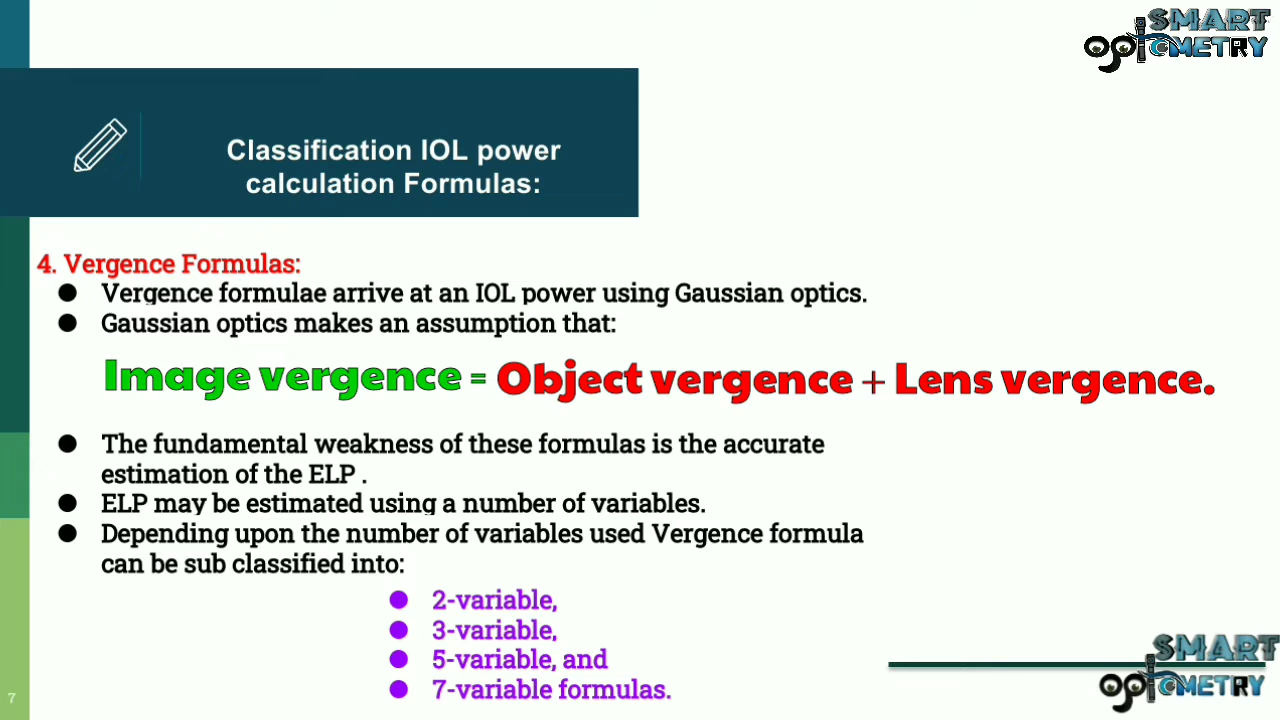 SMART
OptOMETRY
Classification IOL power
calculation Formulas:
4. Vergence Formulas:
● Vergence formulae arrive at an IOL power using Gaussian optics.
● Gaussian optics makes an assumption that:
Image vergence = Object vergence + Lens vergence.
● The fundamental weakness of these formulas is the accurate
estimation of the ELP .
● ELP may be estimated using a number of variables.
● Depending upon the number of variables used Vergence formula
can be sub classified into:
● 2-variable,
● 3-variable,
● 5-variable, and
● 7-variable formulas.
SMART
OptOMETRY
7